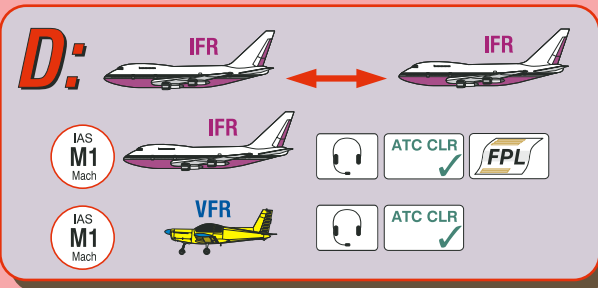 D:
IFR
IFR
IAS
M1
Mach
IFR
ATC CLR
FPL
IAS
M1
Mach
VFR
ATC CLR